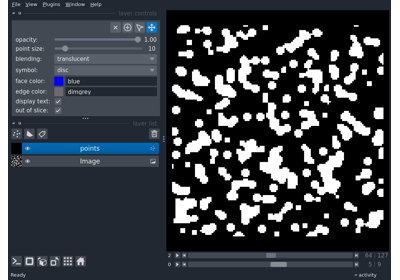 File View Plugins Window Help
layer controls
opacity: 1.00
point size: 10
blending: translucent
symbol: disc
face color: blue
edge color: dimgrey
display text:
out of slice:
layer list
points
Image
2 64 127
0 5 9
Ready activity